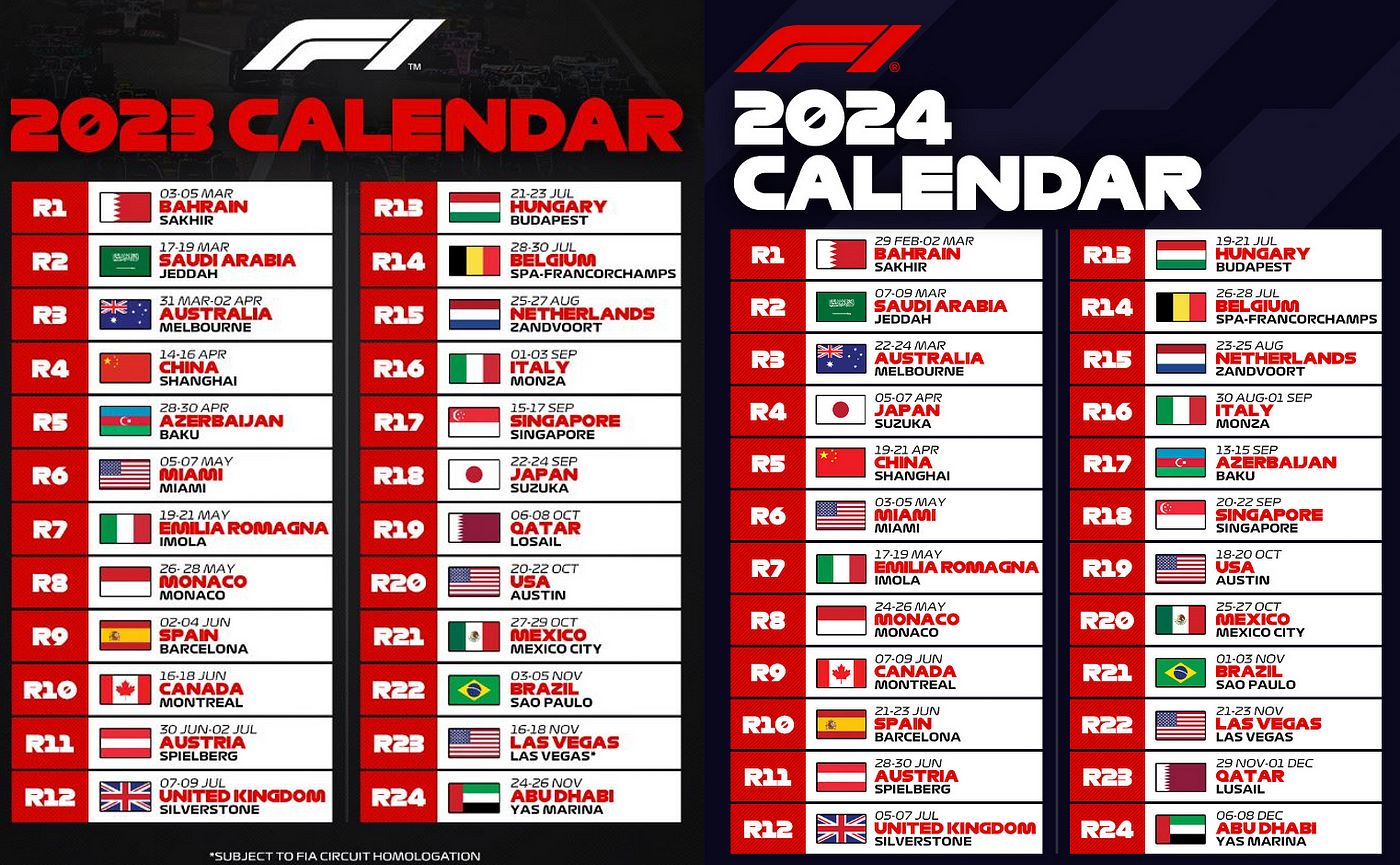 F1 TM
2023 CALENDAR
R1
03-05 MAR
BAHRAIN
SAKHIR
R2
17-19 MAR
SAUDI ARABIA
JEDDAH
R3
31 MAR-02 APR
AUSTRALIA
MELBOURNE
R4
14-16 APR
CHINA
SHANGHAI
R5
28-30 APR
AZERBAIJAN
BAKU
R6
05-07 MAY
MIAMI
MIAMI
R7
19-21 MAY
EMILIA ROMAGNA
IMOLA
R8
26- 28 MAY
MONACO
MONACO
R9
02-04 JUN
SPAIN
BARCELONA
R10
16-18 JUN
CANADA
MONTREAL
R11
30 JUN-02 JUL
AUSTRIA
SPIELBERG
R12
07-09 JUL
UNITED KINGDOM
SILVERSTONE
R13
21-23 JUL
HUNGARY
BUDAPEST
R14
28-30 JUL
BELGIUM
SPA-FRANCORCHAMPS
R15
25-27 AUG
NETHERLANDS
ZANDVOORT
R16
01-03 SEP
ITALY
MONZA
R17
15-17 SEP
SINGAPORE
SINGAPORE
R18
22-24 SEP
JAPAN
SUZUKA
R19
06-08 OCT
QATAR
LOSAIL
R20
20-22 OCT
USA
AUSTIN
R21
27-29 OCT
MEXICO
MEXICO CITY
R22
03-05 NOV
BRAZIL
SAO PAULO
R23
16-18 NOV
LAS VEGAS
LAS VEGAS*
R24
24-26 NOV
ABU DHABI
YAS MARINA
*SUBJECT TO FIA CIRCUIT HOMOLOGATION
F1 ®
2024
CALENDAR
R1
29 FEB-02 MAR
BAHRAIN
SAKHIR
R2
07-09 MAR
SAUDI ARABIA
JEDDAH
R3
22-24 MAR
AUSTRALIA
MELBOURNE
R4
05-07 APR
JAPAN
SUZUKA
R5
19-21 APR
CHINA
SHANGHAI
R6
03-05 MAY
MIAMI
MIAMI
R7
17-19 MAY
EMILIA ROMAGNA
IMOLA
R8
24-26 MAY
MONACO
MONACO
R9
07-09 JUN
CANADA
MONTREAL
R10
21-23 JUN
SPAIN
BARCELONA
R11
28-30 JUN
AUSTRIA
SPIELBERG
R12
05-07 JUL
UNITED KINGDOM
SILVERSTONE
R13
19-21 JUL
HUNGARY
BUDAPEST
R14
26-28 JUL
BELGIUM
SPA-FRANCORCHAMPS
R15
23-25 AUG
NETHERLANDS
ZANDVOORT
R16
30 AUG-01 SEP
ITALY
MONZA
R17
13-15 SEP
AZERBAIJAN
BAKU
R18
20-22 SEP
SINGAPORE
SINGAPORE
R19
18-20 OCT
USA
AUSTIN
R20
25-27 OCT
MEXICO
MEXICO CITY
R21
01-03 NOV
BRAZIL
SAO PAULO
R22
21-23 NOV
LAS VEGAS
LAS VEGAS
R23
29 NOV-01 DEC
QATAR
LUSAIL
R24
06-08 DEC
ABU DHABI
YAS MARINA